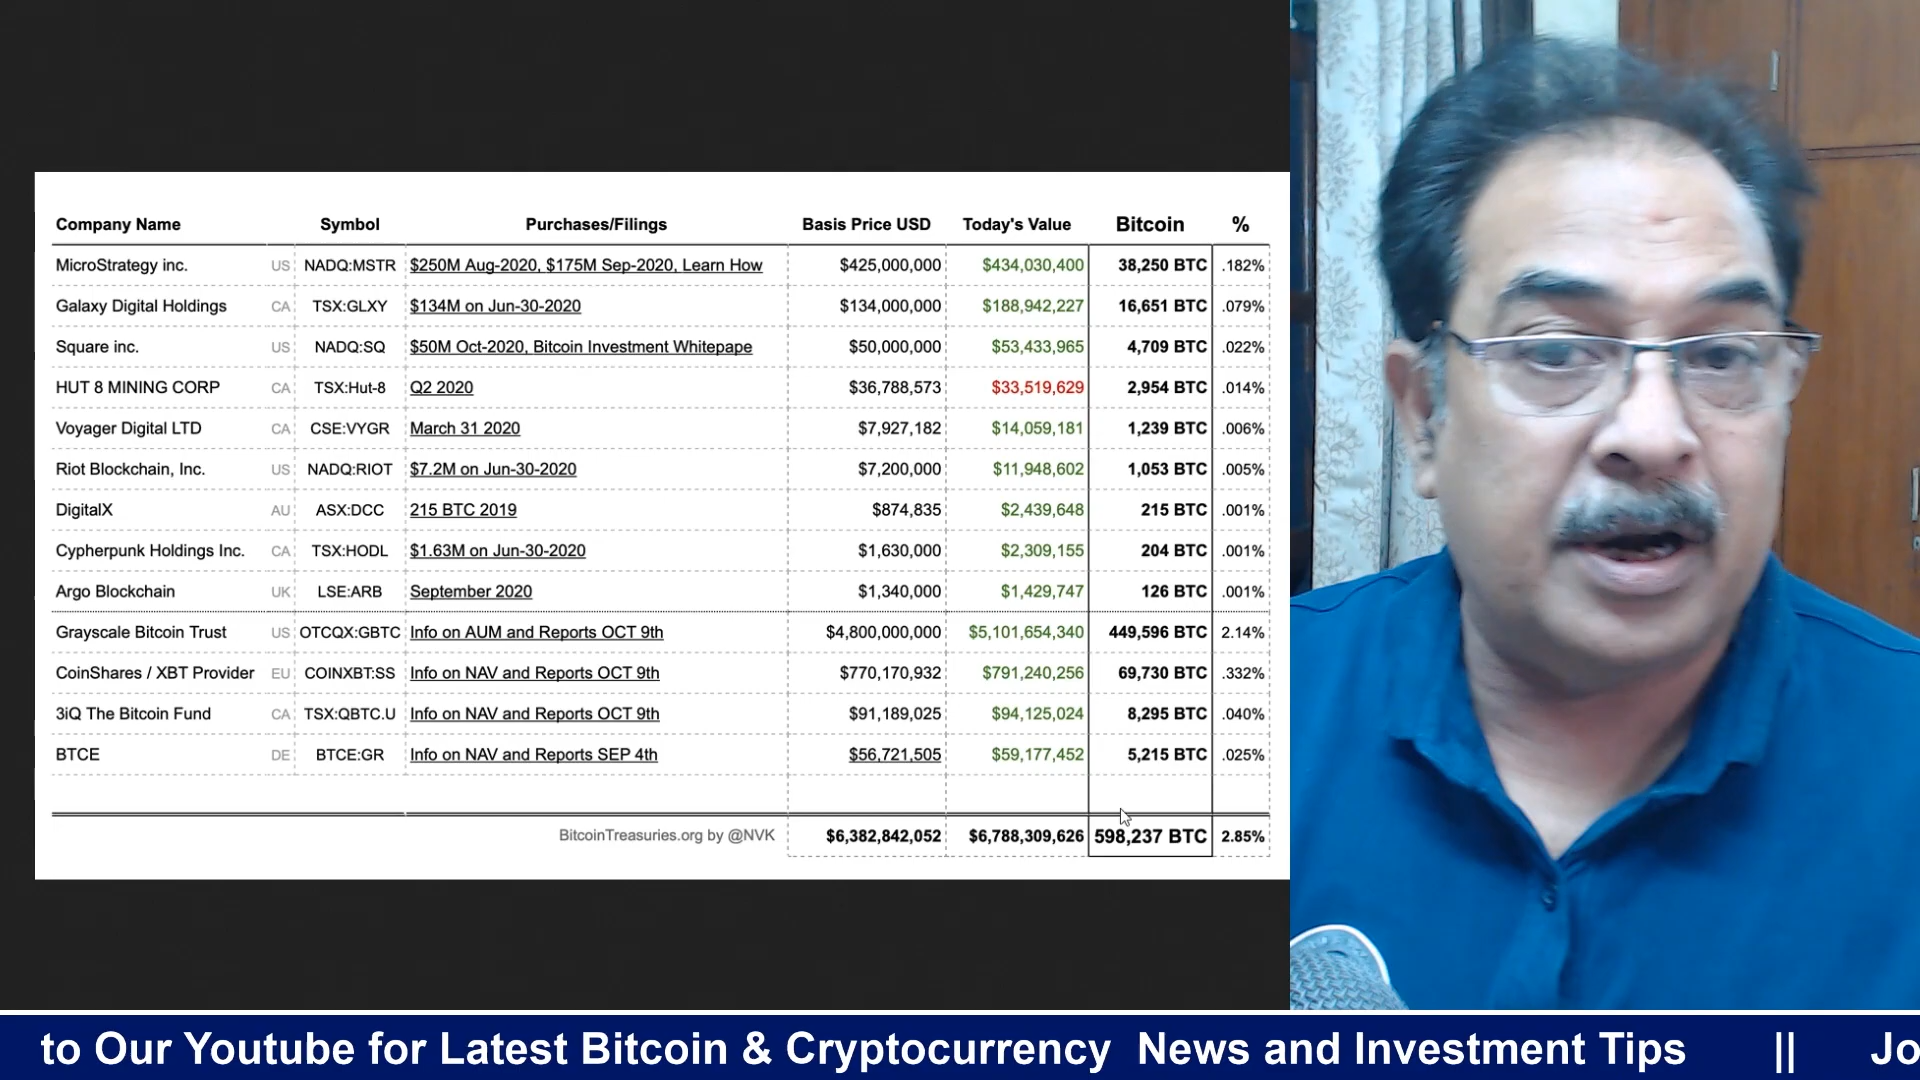 Company Name Symbol Purchases/Filings Basis Price USD Today's Value Bitcoin %
MicroStrategy inc. US NADQ:MSTR $250M Aug-2020, $175M Sep-2020, Learn How $425,000,000 $434,030,400 38,250 BTC .182%
Galaxy Digital Holdings CA TSX:GLXY $134M on Jun-30-2020 $134,000,000 $188,942,227 16,651 BTC .079%
Square inc. US NADQ:SQ $50M Oct-2020, Bitcoin Investment Whitepape $50,000,000 $53,433,965 4,709 BTC .022%
HUT 8 MINING CORP CA TSX:Hut-8 Q2 2020 $36,788,573 $33,519,629 2,954 BTC .014%
Voyager Digital LTD CA CSE:VYGR March 31 2020 $7,927,182 $14,059,181 1,239 BTC .006%
Riot Blockchain, Inc. US NADQ:RIOT $7.2M on Jun-30-2020 $7,200,000 $11,948,602 1,053 BTC .005%
DigitalX AU ASX:DCC 215 BTC 2019 $874,835 $2,439,648 215 BTC .001%
Cypherpunk Holdings Inc. CA TSX:HODL $1.63M on Jun-30-2020 $1,630,000 $2,309,155 204 BTC .001%
Argo Blockchain UK LSE:ARB September 2020 $1,340,000 $1,429,747 126 BTC .001%
Grayscale Bitcoin Trust US OTCQX:GBTC Info on AUM and Reports OCT 9th $4,800,000,000 $5,101,654,340 449,596 BTC 2.14%
CoinShares / XBT Provider EU COINXBT:SS Info on NAV and Reports OCT 9th $770,170,932 $791,240,256 69,730 BTC .332%
3iQ The Bitcoin Fund CA TSX:QBTC.U Info on NAV and Reports OCT 9th $91,189,025 $94,125,024 8,295 BTC .040%
BTCE DE BTCE:GR Info on NAV and Reports SEP 4th $56,721,505 $59,177,452 5,215 BTC .025%
BitcoinTreasuries.org by @NVK $6,382,842,052 $6,788,309,626 598,237 BTC 2.85%
to Our Youtube for Latest Bitcoin & Cryptocurrency News and Investment Tips || Jo